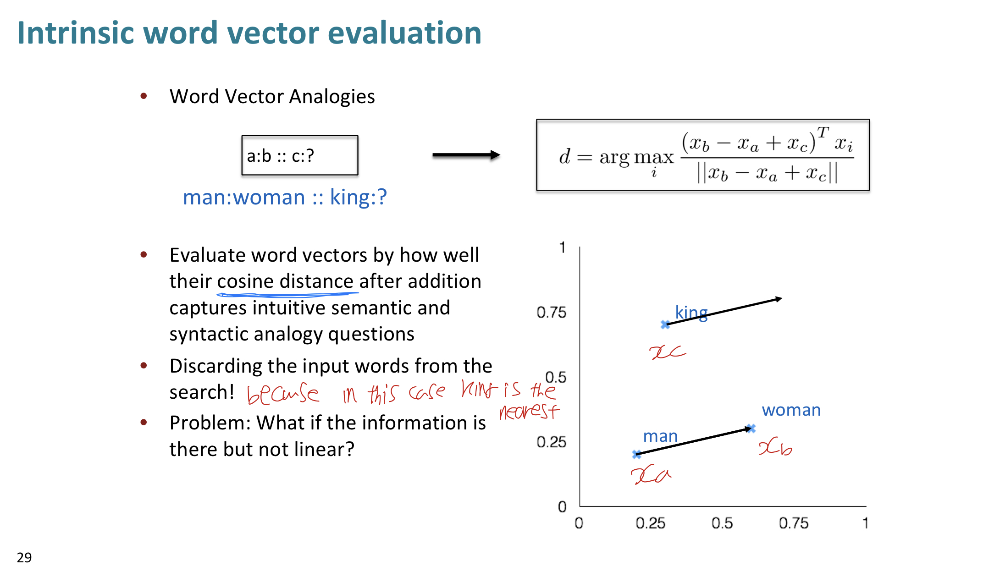 Intrinsic word vector evaluation
• Word Vector Analogies
a:b :: c:?
man:woman :: king:?
d = arg max_i (x_b − x_a + x_c)^T x_i / ||x_b − x_a + x_c||
• Evaluate word vectors by how well
their cosine distance after addition
captures intuitive semantic and
syntactic analogy questions
• Discarding the input words from the
search! because in this case king is the
nearest
• Problem: What if the information is
there but not linear?
1
0.75
0.5
0.25
0
0 0.25 0.5 0.75 1
king
xc
woman
xb
man
xa
29